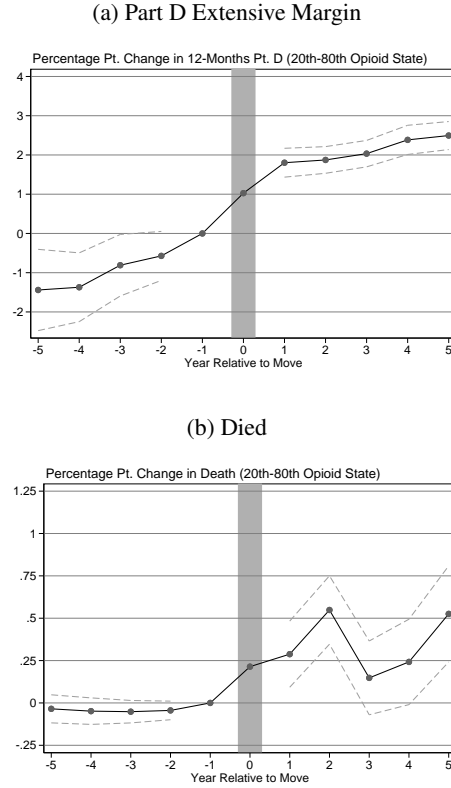 (a) Part D Extensive Margin
Percentage Pt. Change in 12-Months Pt. D (20th-80th Opioid State)
4
3
2
1
0
-1
-2
-5 -4 -3 -2 -1 0 1 2 3 4 5
Year Relative to Move
(b) Died
Percentage Pt. Change in Death (20th-80th Opioid State)
1.25
1
.75
.5
.25
0
-.25
-5 -4 -3 -2 -1 0 1 2 3 4 5
Year Relative to Move